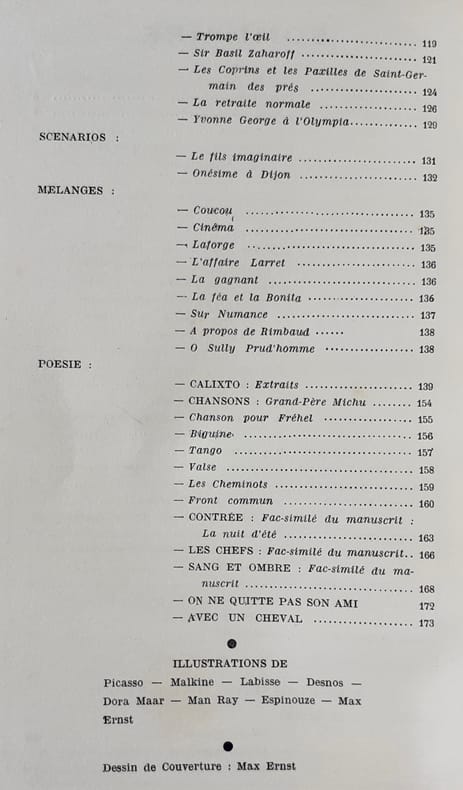 — Trompe l'œil .......................... 119
— Sir Basil Zaharoff ..................... 121
— Les Coprins et les Paxilles de Saint-Ger-
main des prés ................... 124
— La retraite normale .................. 126
— Yvonne George à l'Olympia.............. 129
SCENARIOS :
— Le fils imaginaire ....................... 131
— Onésime à Dijon ....................... 132
MELANGES :
— Coucou ................................. 135
— Cinéma ................................. 135
— Laforge ................................. 135
— L'affaire Larret ....................... 136
— La gagnant ............................ 136
— La féa et la Bonita ..................... 136
— Sur Numance ........................... 137
— A propos de Rimbaud ...... 138
— O Sully Prud'homme .................. 138
POESIE :
— CALIXTO : Extraits ..................... 139
— CHANSONS : Grand-Père Michu ........ 154
— Chanson pour Fréhel .................. 155
— Biguine ................................. 156
— Tango ................................. 157
— Valse .................................... 158
— Les Cheminots ........................... 159
— Front commun ......................... 160
— CONTRÉE : Fac-similé du manuscrit :
La nuit d'été ......................... 163
— LES CHEFS : Fac-similé du manuscrit.. 166
— SANG ET OMBRE : Fac-similé du ma-
nuscrit ................................. 168
— ON NE QUITTE PAS SON AMI 172
— AVEC UN CHEVAL .................... 173
ILLUSTRATIONS DE
Picasso — Malkine — Labisse — Desnos —
Dora Maar — Man Ray — Espinouze — Max
Ernst
Dessin de Couverture : Max Ernst